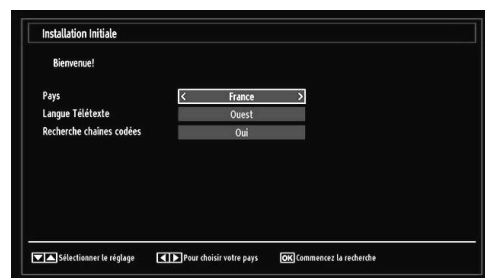 Installation Initiale
Bienvenue!
Pays < France >
Langue Télétexte Ouest
Recherche chaînes codées Oui
Sélectionner le réglage Pour choisir votre pays OK Commencez la recherche